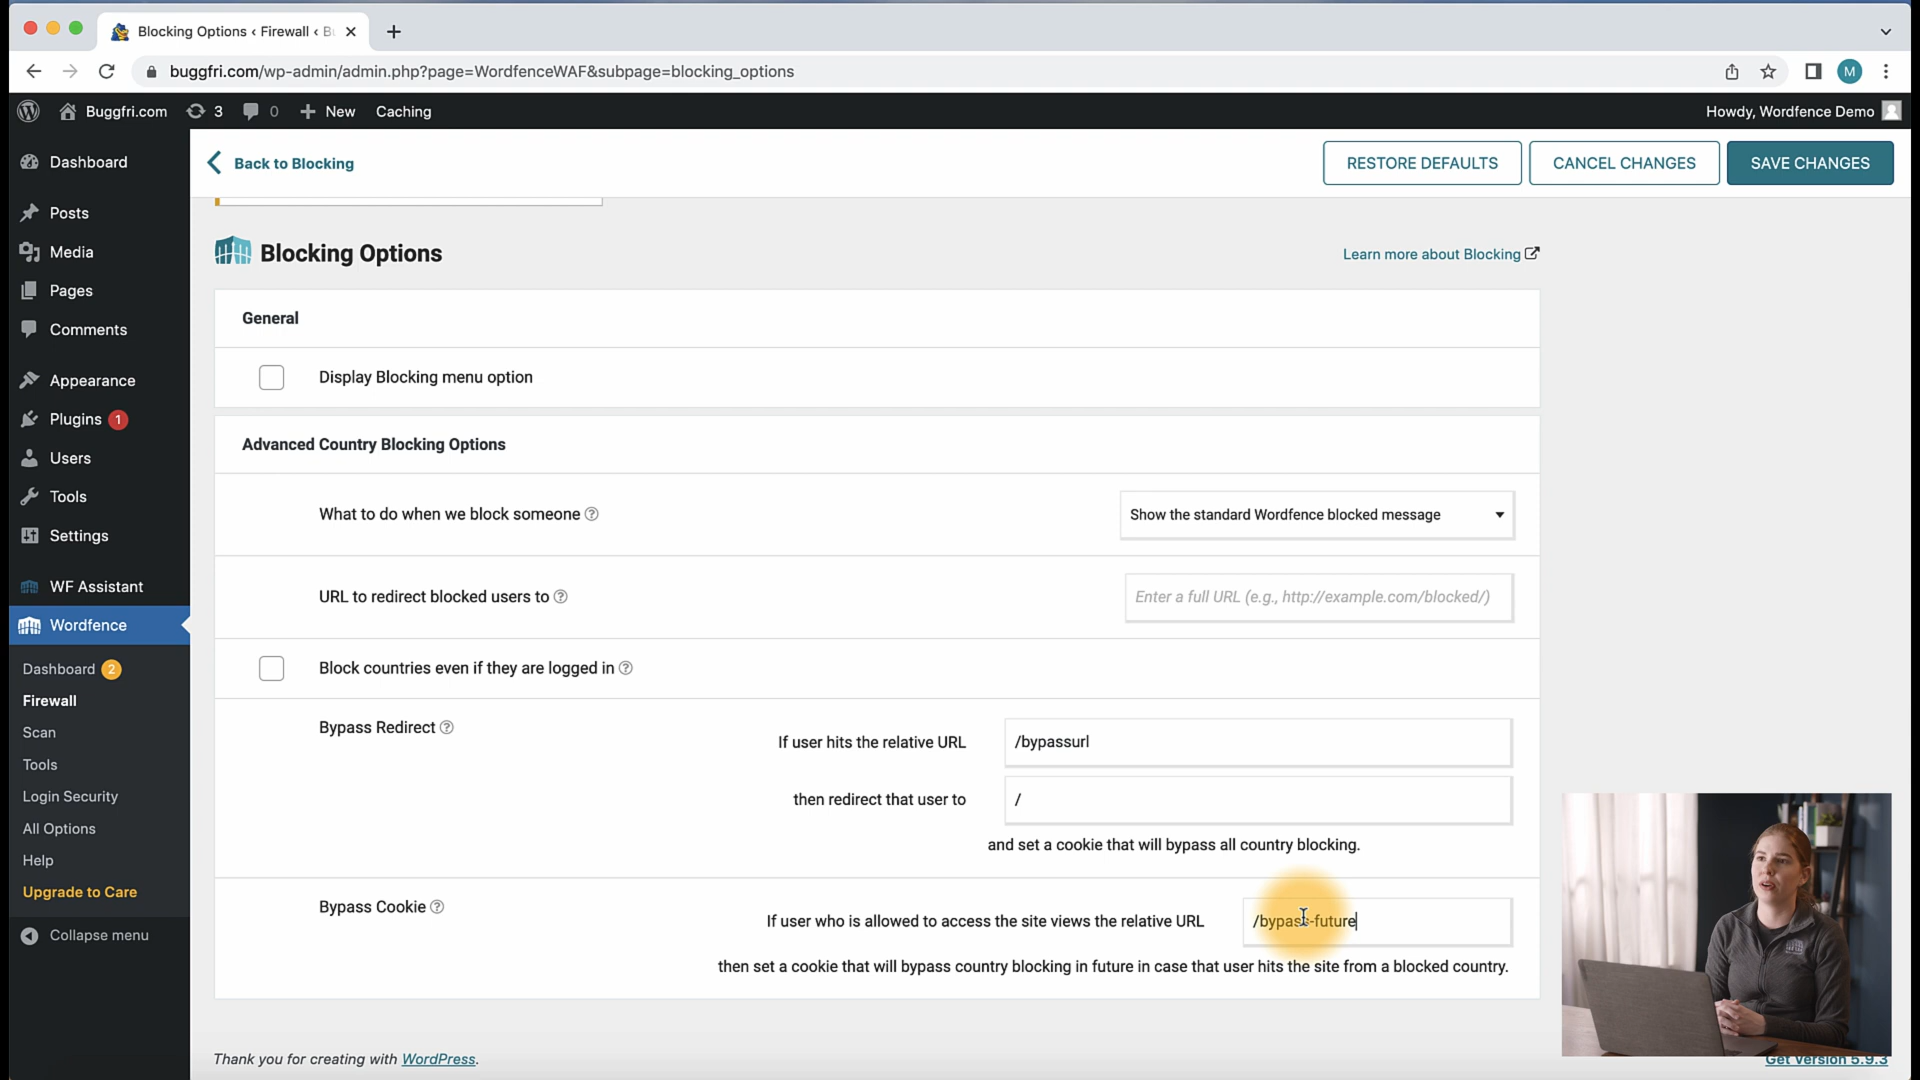 Blocking Options ‹ Firewall ‹ B
buggfri.com/wp-admin/admin.php?page=WordfenceWAF&subpage=blocking_options
M
Buggfri.com
3
0
New
Caching
Howdy, Wordfence Demo
Dashboard
Posts
Media
Pages
Comments
Appearance
Plugins 1
Users
Tools
Settings
WF Assistant
Wordfence
Dashboard 2
Firewall
Scan
Tools
Login Security
All Options
Help
Upgrade to Care
Collapse menu
Back to Blocking
RESTORE DEFAULTS
CANCEL CHANGES
SAVE CHANGES
Blocking Options
Learn more about Blocking
General
Display Blocking menu option
Advanced Country Blocking Options
What to do when we block someone
Show the standard Wordfence blocked message
URL to redirect blocked users to
Enter a full URL (e.g., http://example.com/blocked/)
Block countries even if they are logged in
Bypass Redirect
If user hits the relative URL
/bypassurl
then redirect that user to
/
and set a cookie that will bypass all country blocking.
Bypass Cookie
If user who is allowed to access the site views the relative URL
/bypass-future
then set a cookie that will bypass country blocking in future in case that user hits the site from a blocked country.
Thank you for creating with WordPress.
Get Version 5.9.3